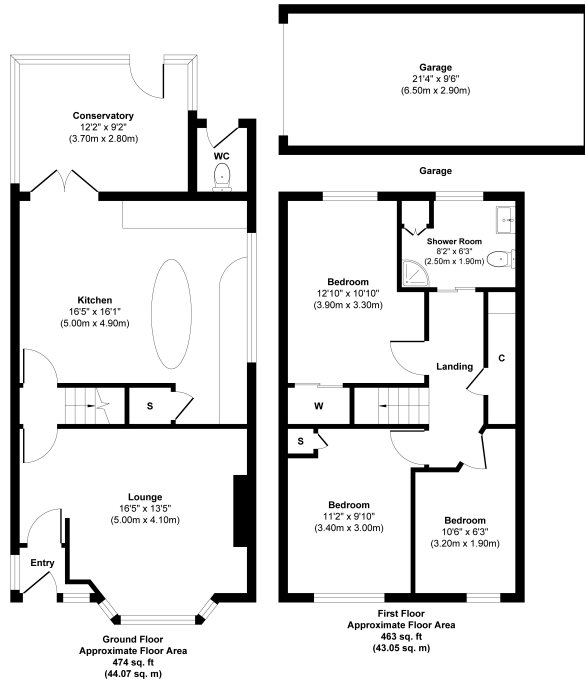 Conservatory
12'2" x 9'2"
(3.70m x 2.80m)
WC
Kitchen
16'5" x 16'1"
(5.00m x 4.90m)
S
Lounge
16'5" x 13'5"
(5.00m x 4.10m)
Entry
Ground Floor
Approximate Floor Area
474 sq. ft
(44.07 sq. m)
Garage
21'4" x 9'6"
(6.50m x 2.90m)
Garage
Shower Room
8'2" x 6'3"
(2.50m x 1.90m)
Bedroom
12'10" x 10'10"
(3.90m x 3.30m)
Landing
C
W
S
Bedroom
11'2" x 9'10"
(3.40m x 3.00m)
Bedroom
10'6" x 6'3"
(3.20m x 1.90m)
First Floor
Approximate Floor Area
463 sq. ft
(43.05 sq. m)